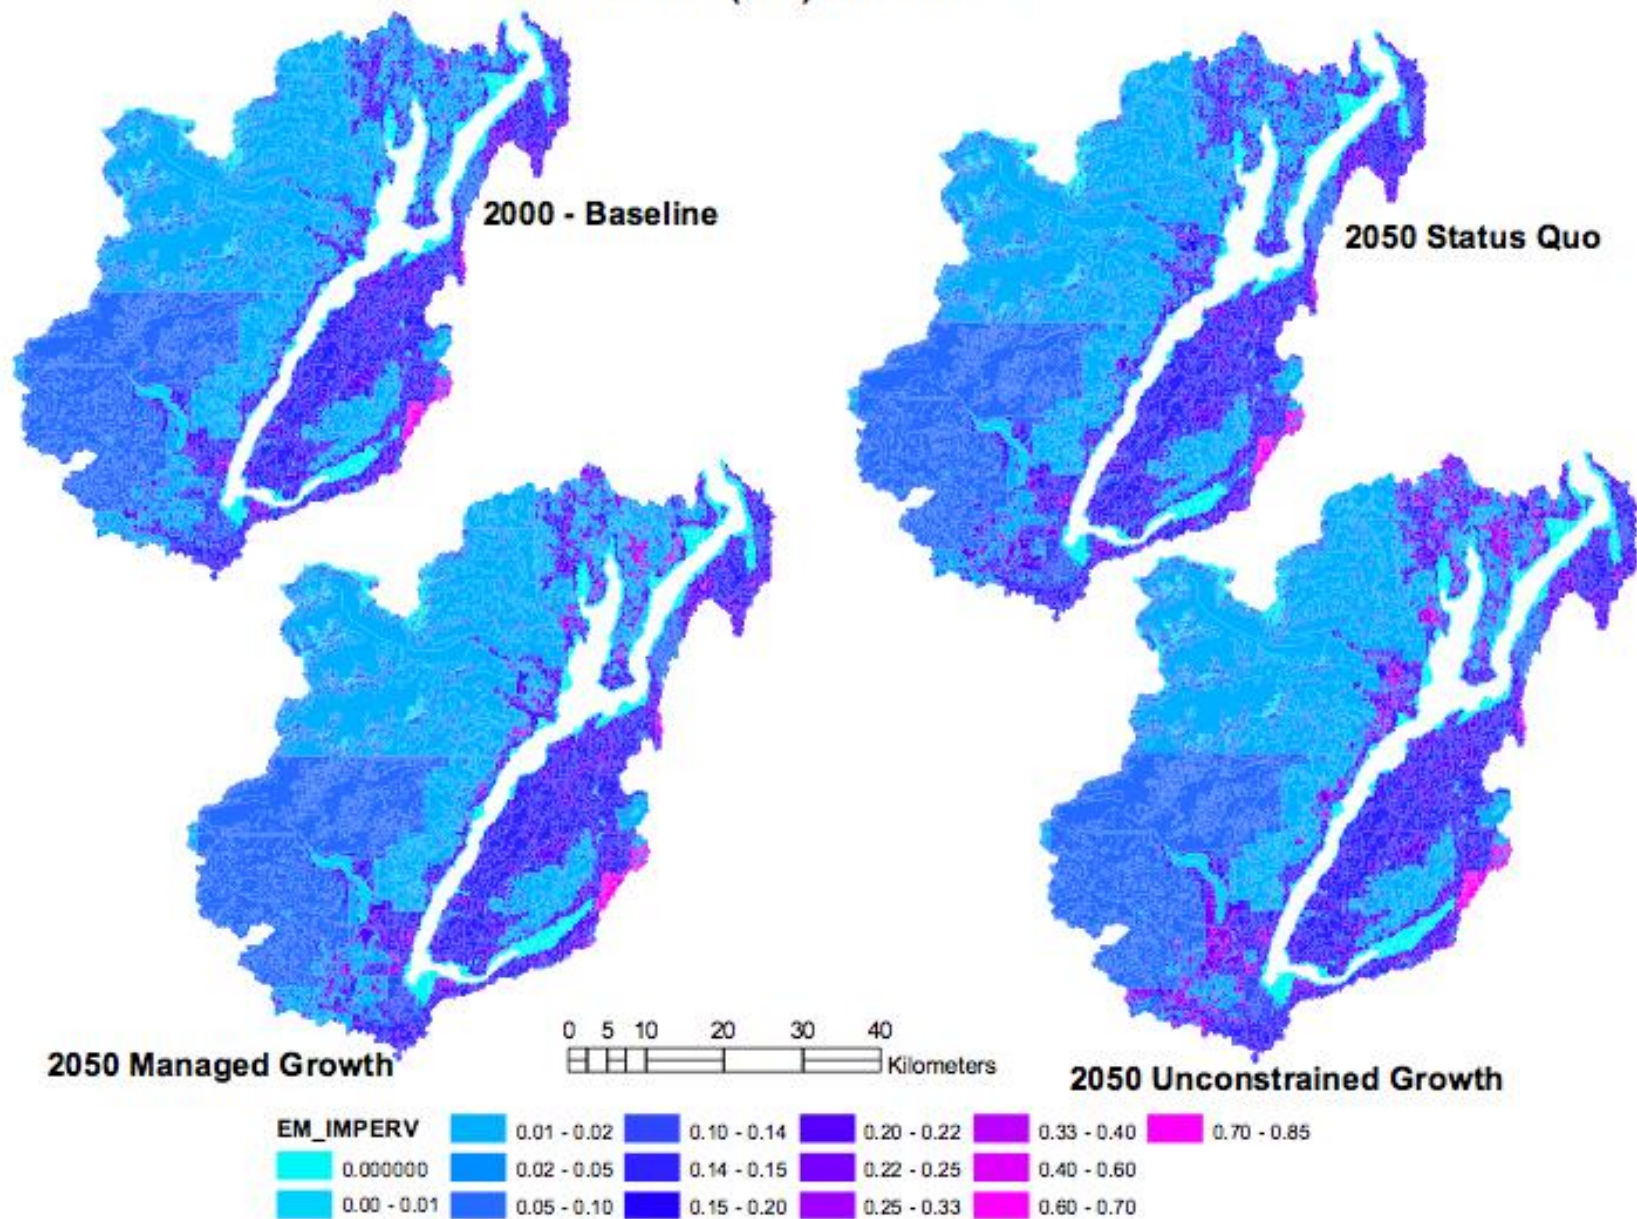 2000 - Baseline
2050 Status Quo
2050 Managed Growth
0 5 10 20 30 40
Kilometers
2050 Unconstrained Growth
EM_IMPERV 0.01 - 0.02 0.10 - 0.14 0.20 - 0.22 0.33 - 0.40 0.70 - 0.85
0.000000 0.02 - 0.05 0.14 - 0.15 0.22 - 0.25 0.40 - 0.60
0.00 - 0.01 0.05 - 0.10 0.15 - 0.20 0.25 - 0.33 0.60 - 0.70